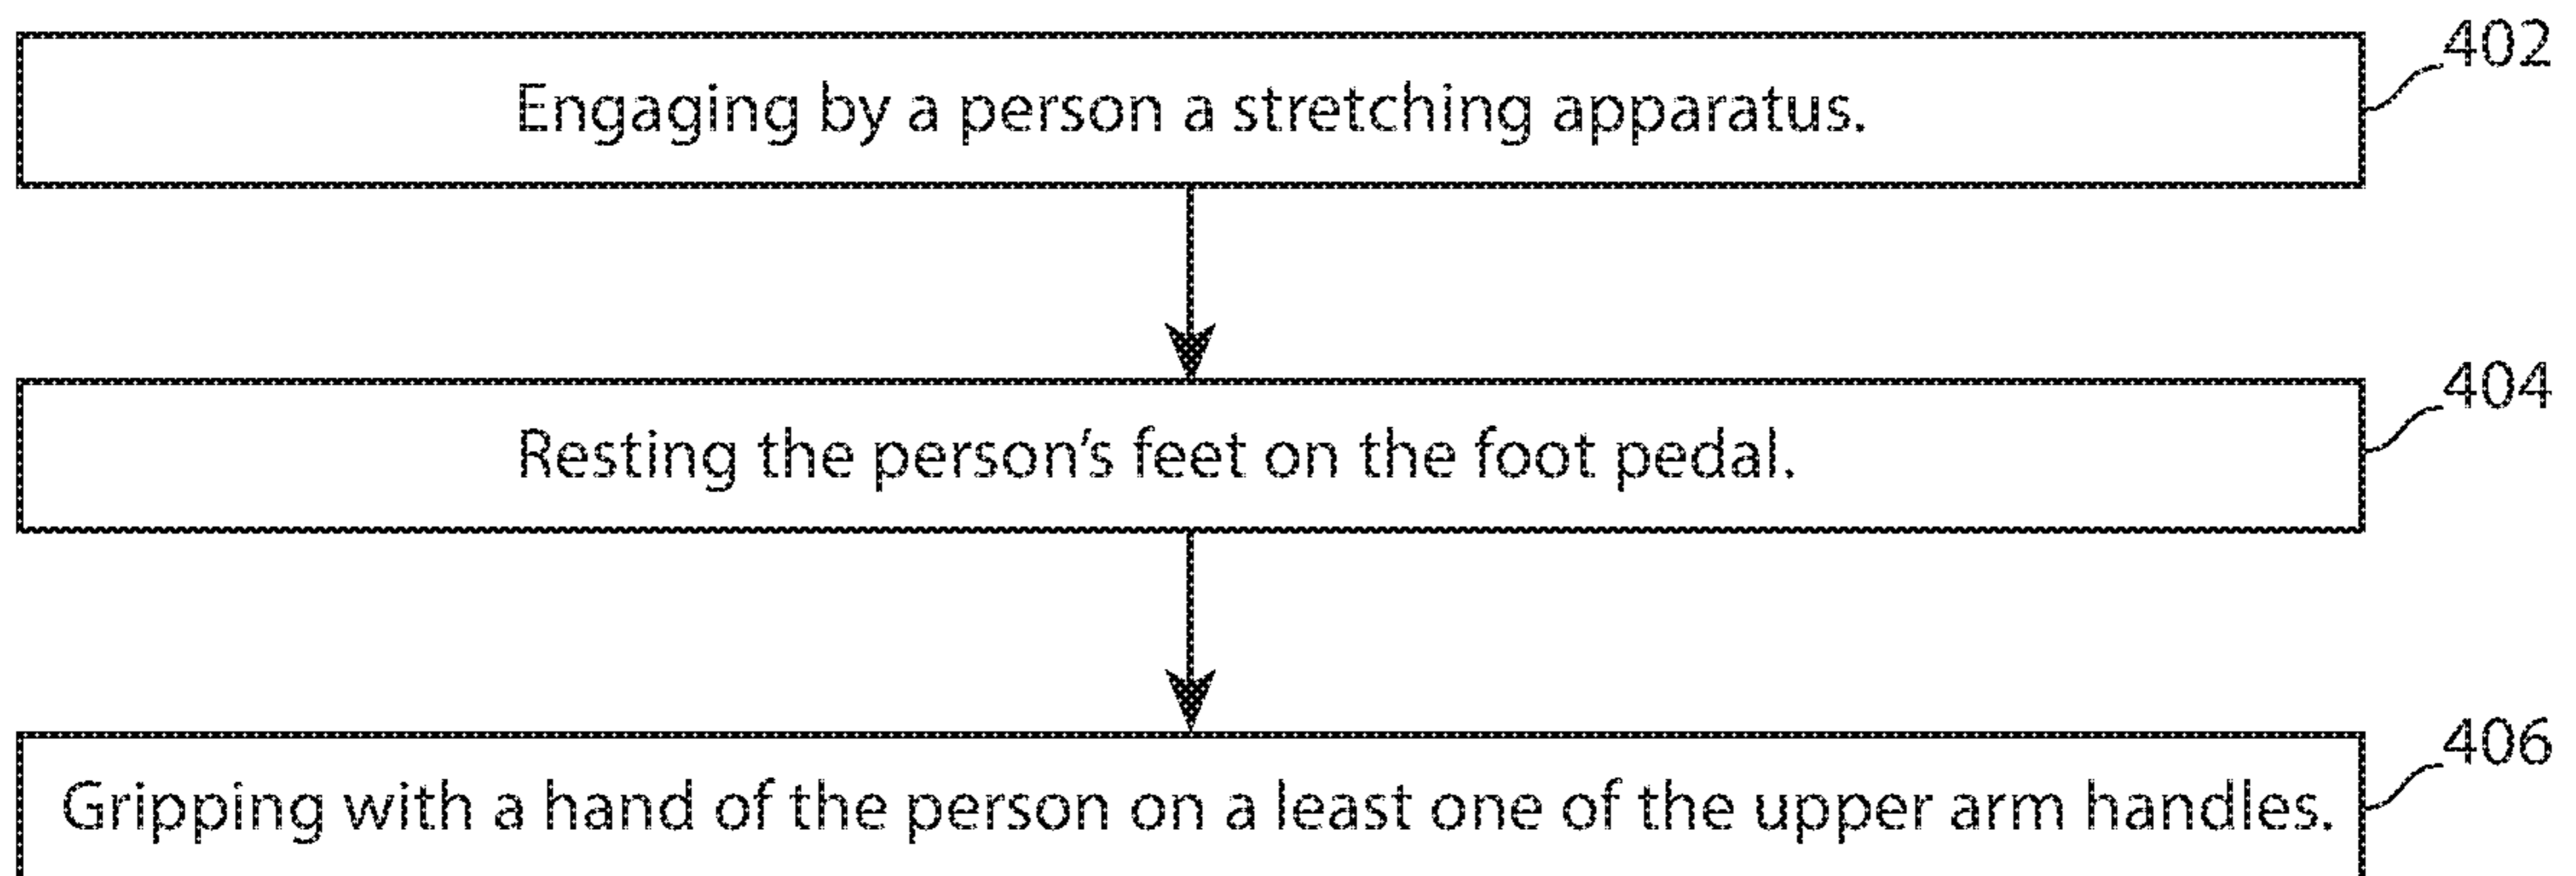 402
Engaging by a person a stretching apparatus.
404
Resting the person's feet on the foot pedal.
406
Gripping with a hand of the person on a least one of the upper arm handles.